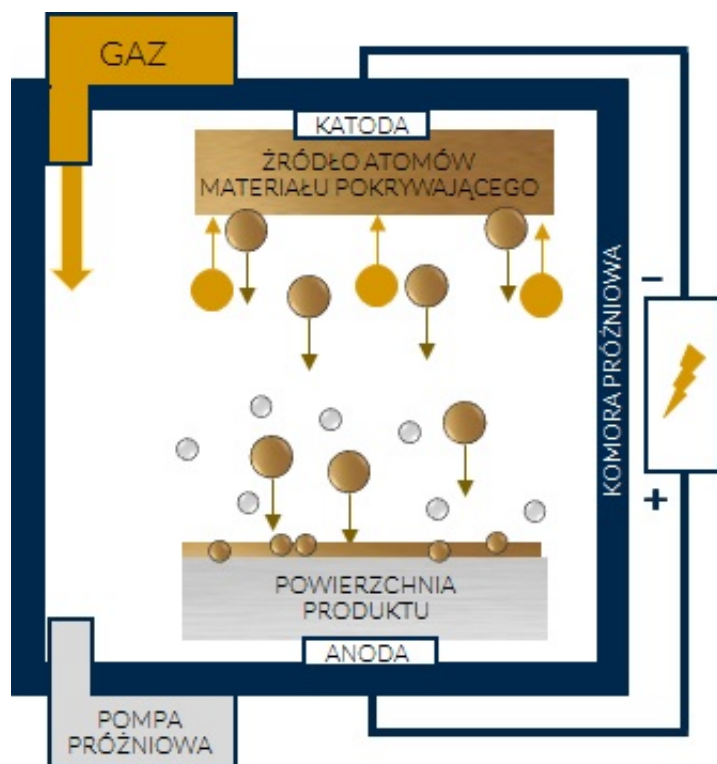 GAZ
KATODA
ŹRÓDŁO ATOMÓW
MATERIAŁU POKRYWAJĄCEGO
KOMORA PRÓŻNIOWA
−
+
POWIERZCHNIA
PRODUKTU
ANODA
POMPA
PRÓŻNIOWA